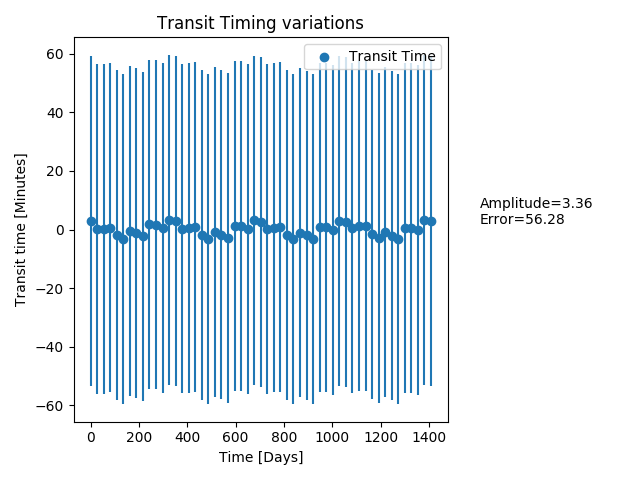 Transit Timing variations
Transit Time
60
40
20
0
−20
−40
−60
Transit time [Minutes]
0
200
400
600
800
1000
1200
1400
Time [Days]
Amplitude=3.36
Error=56.28